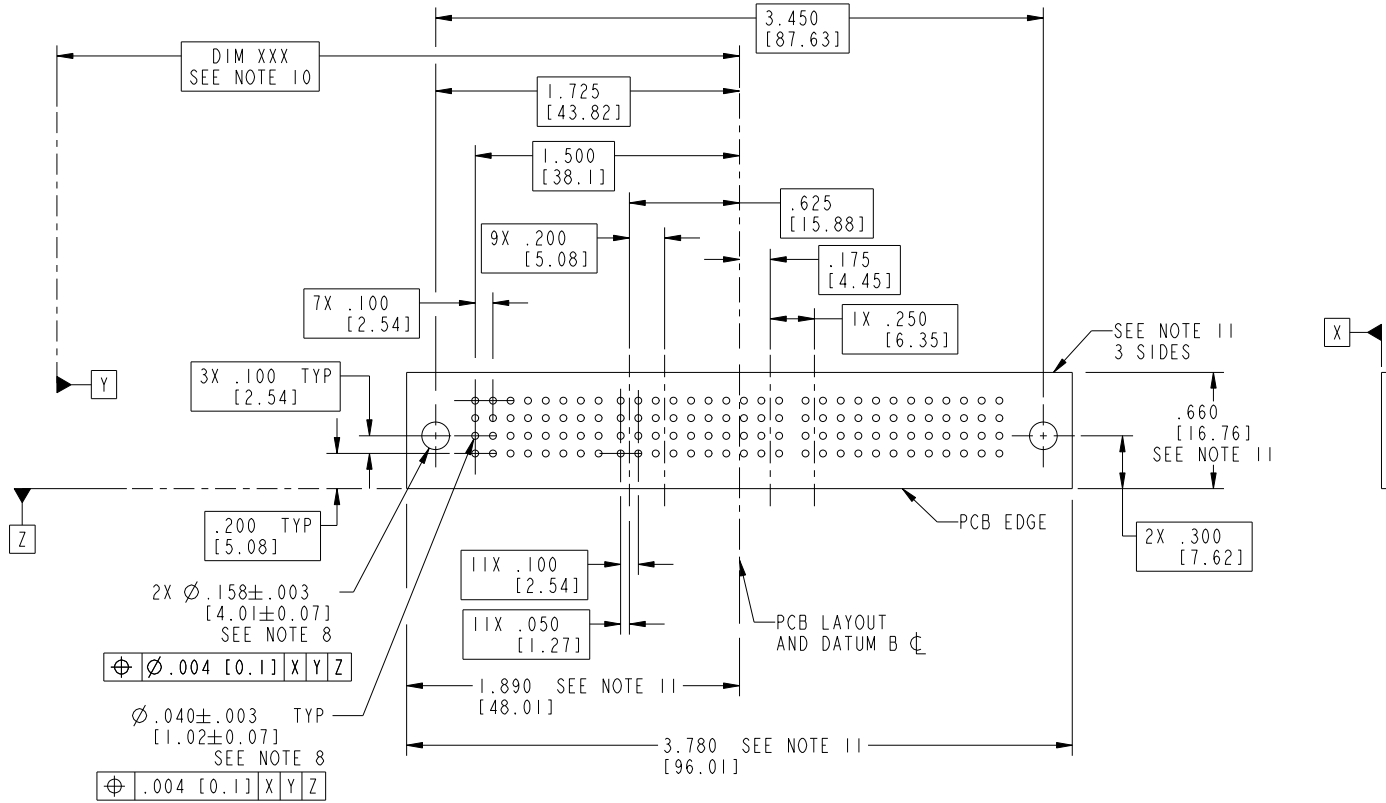 3.450
[87.63]
DIM XXX
SEE NOTE 10
1.725
[43.82]
1.500
[38.1]
.625
[15.88]
9X .200
[5.08]
.175
[4.45]
7X .100
[2.54]
1X .250
[6.35]
SEE NOTE 11
3 SIDES
X
3X .100 TYP
[2.54]
Y
.660
[16.76]
SEE NOTE 11
Z
.200 TYP
[5.08]
PCB EDGE
2X .300
[7.62]
11X .100
[2.54]
2X Ø .158±.003
[4.01±0.07]
SEE NOTE 8
⌖ Ø.004 [0.1] X Y Z
11X .050
[1.27]
PCB LAYOUT
AND DATUM B ℄
1.890 SEE NOTE 11
[48.01]
Ø.040±.003 TYP
[1.02±0.07]
SEE NOTE 8
⌖ .004 [0.1] X Y Z
3.780 SEE NOTE 11
[96.01]